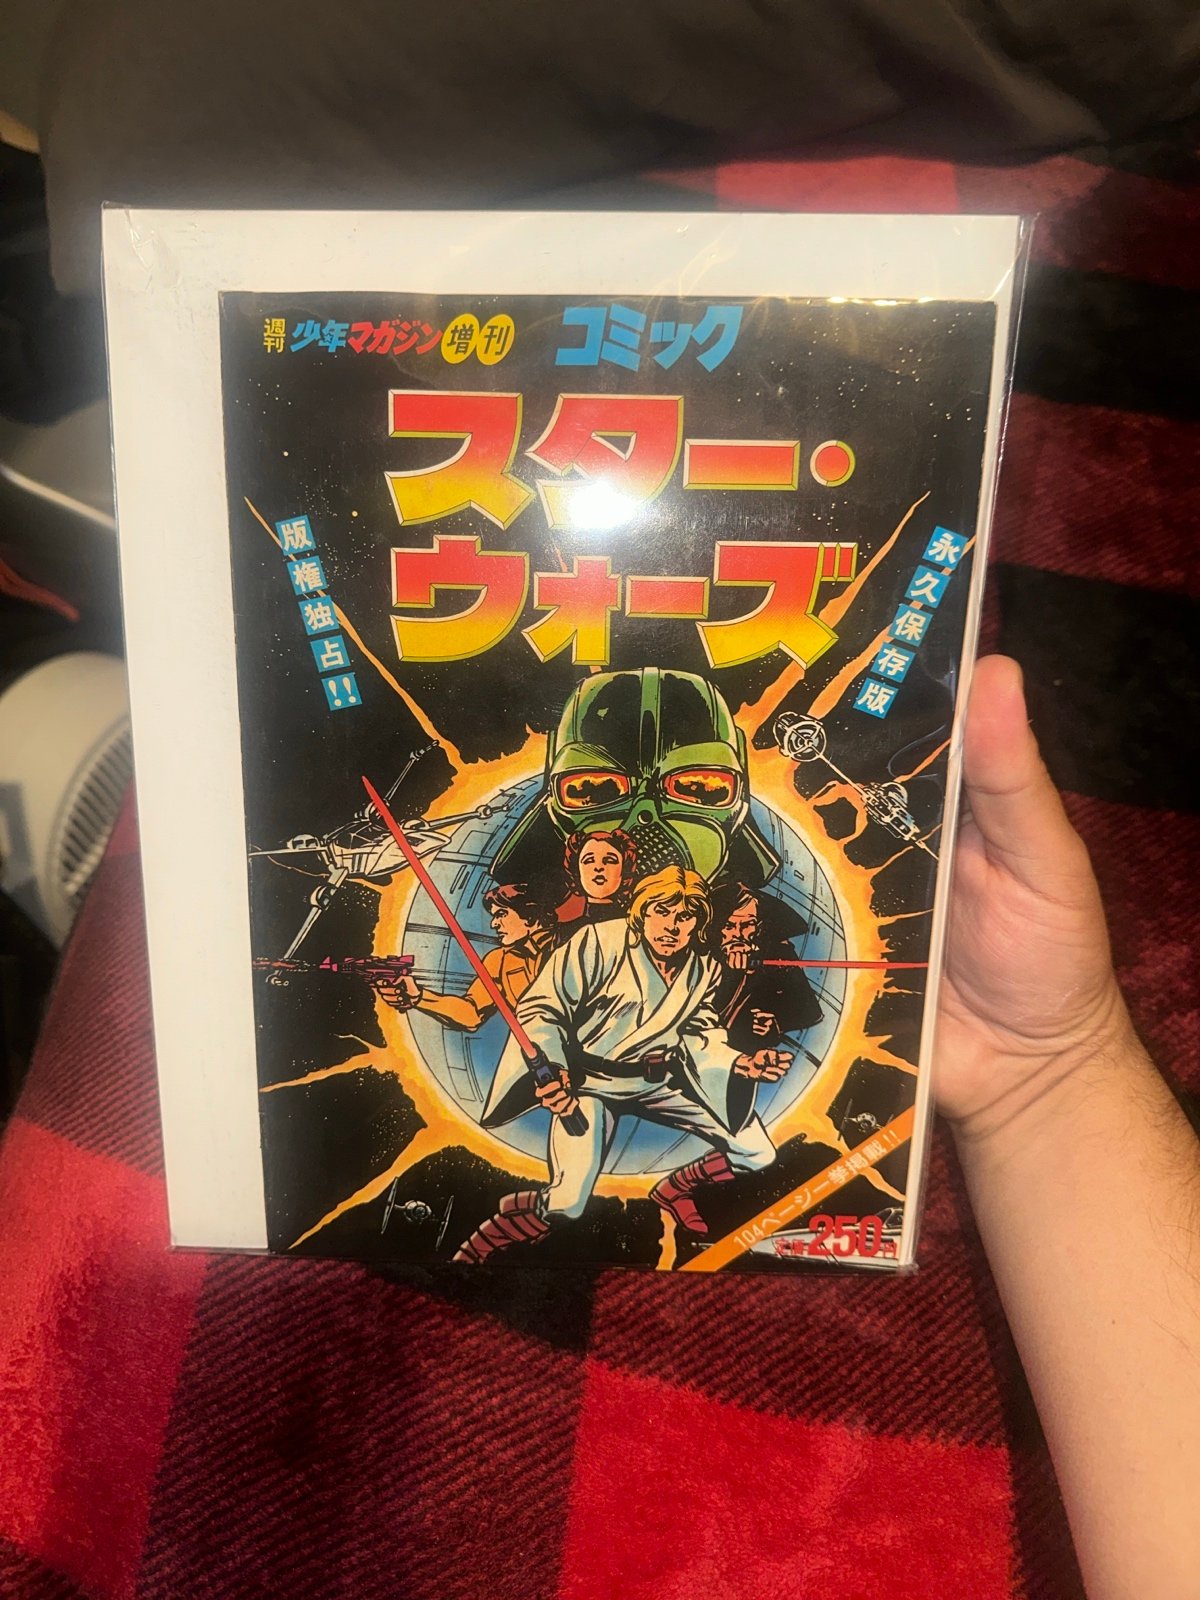 週刊 少年マガジン 増刊 コミック
スター・
ウォーズ
版権独占!!
永久保存版
104ページ一挙掲載!!
定価250円